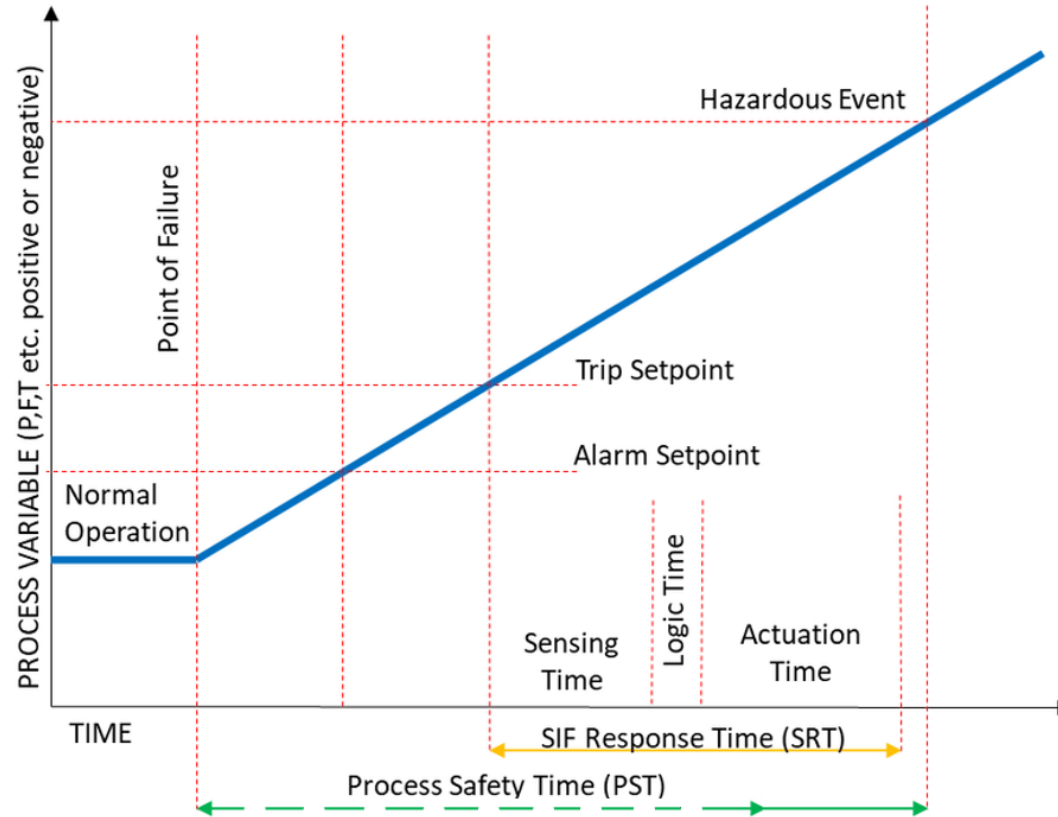 PROCESS VARIABLE (P,F,T etc. positive or negative)
Hazardous Event
Point of Failure
Trip Setpoint
Alarm Setpoint
Normal
Operation
Sensing
Time
Logic Time
Actuation
Time
TIME
SIF Response Time (SRT)
Process Safety Time (PST)